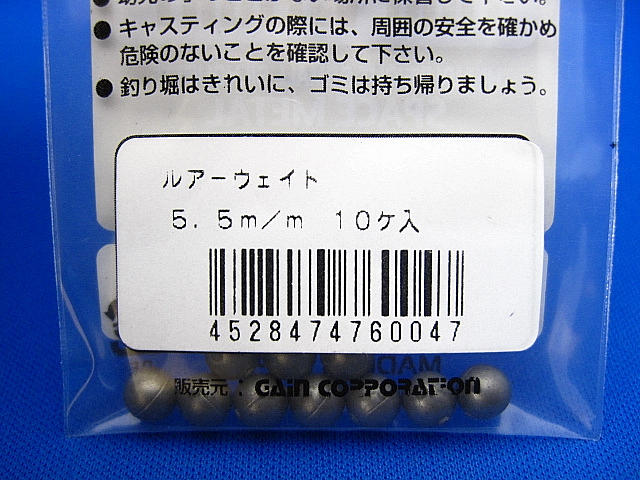 ● キャスティングの際には、周囲の安全を確かめ
危険のないことを確認して下さい。
● 釣り堀はきれいに、ゴミは持ち帰りましょう。
ルアーウェイト
5.5m/m 10ケ入
4528474760047
販売元：GAIN CORPORATION